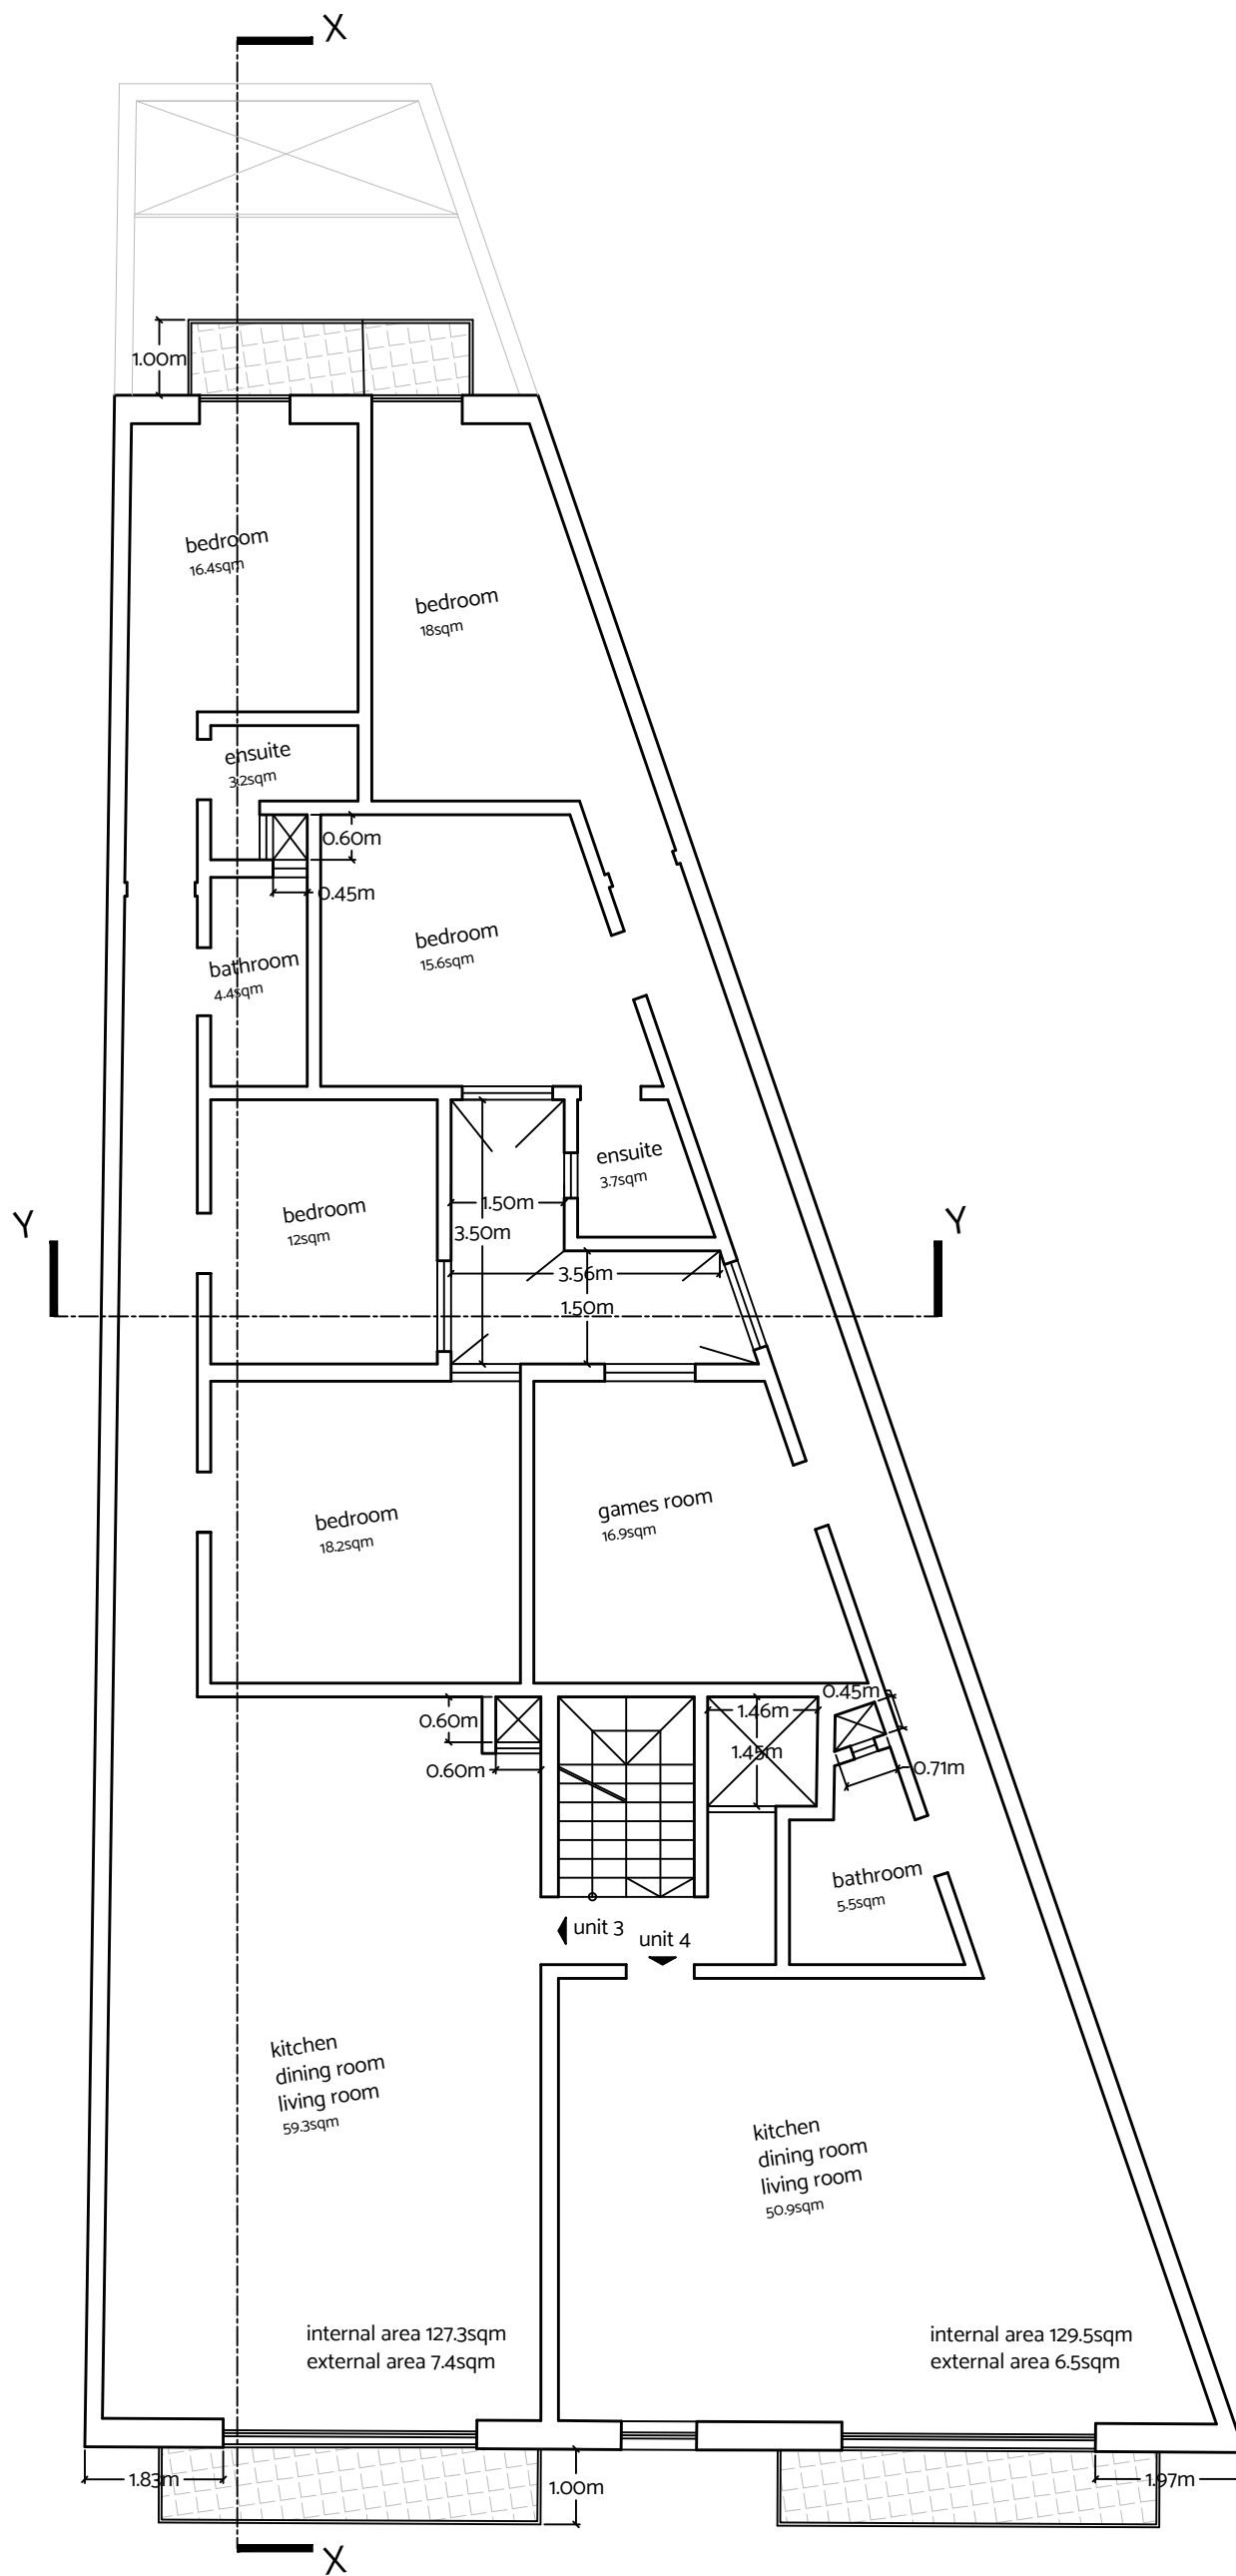 X
1.00m
bedroom
16.4sqm
bedroom
18sqm
ensuite
3.2sqm
0.60m
0.45m
bedroom
15.6sqm
bathroom
4.4sqm
ensuite
3.7sqm
1.50m
3.50m
bedroom
12sqm
Y
Y
3.56m
1.50m
bedroom
18.2sqm
games room
16.9sqm
0.45m
0.60m
1.46m
1.45m
0.60m
0.71m
bathroom
5.5sqm
unit 3
unit 4
kitchen
dining room
living room
59.3sqm
kitchen
dining room
living room
50.9sqm
internal area 127.3sqm
external area 7.4sqm
internal area 129.5sqm
external area 6.5sqm
1.83m
1.00m
1.97m
X